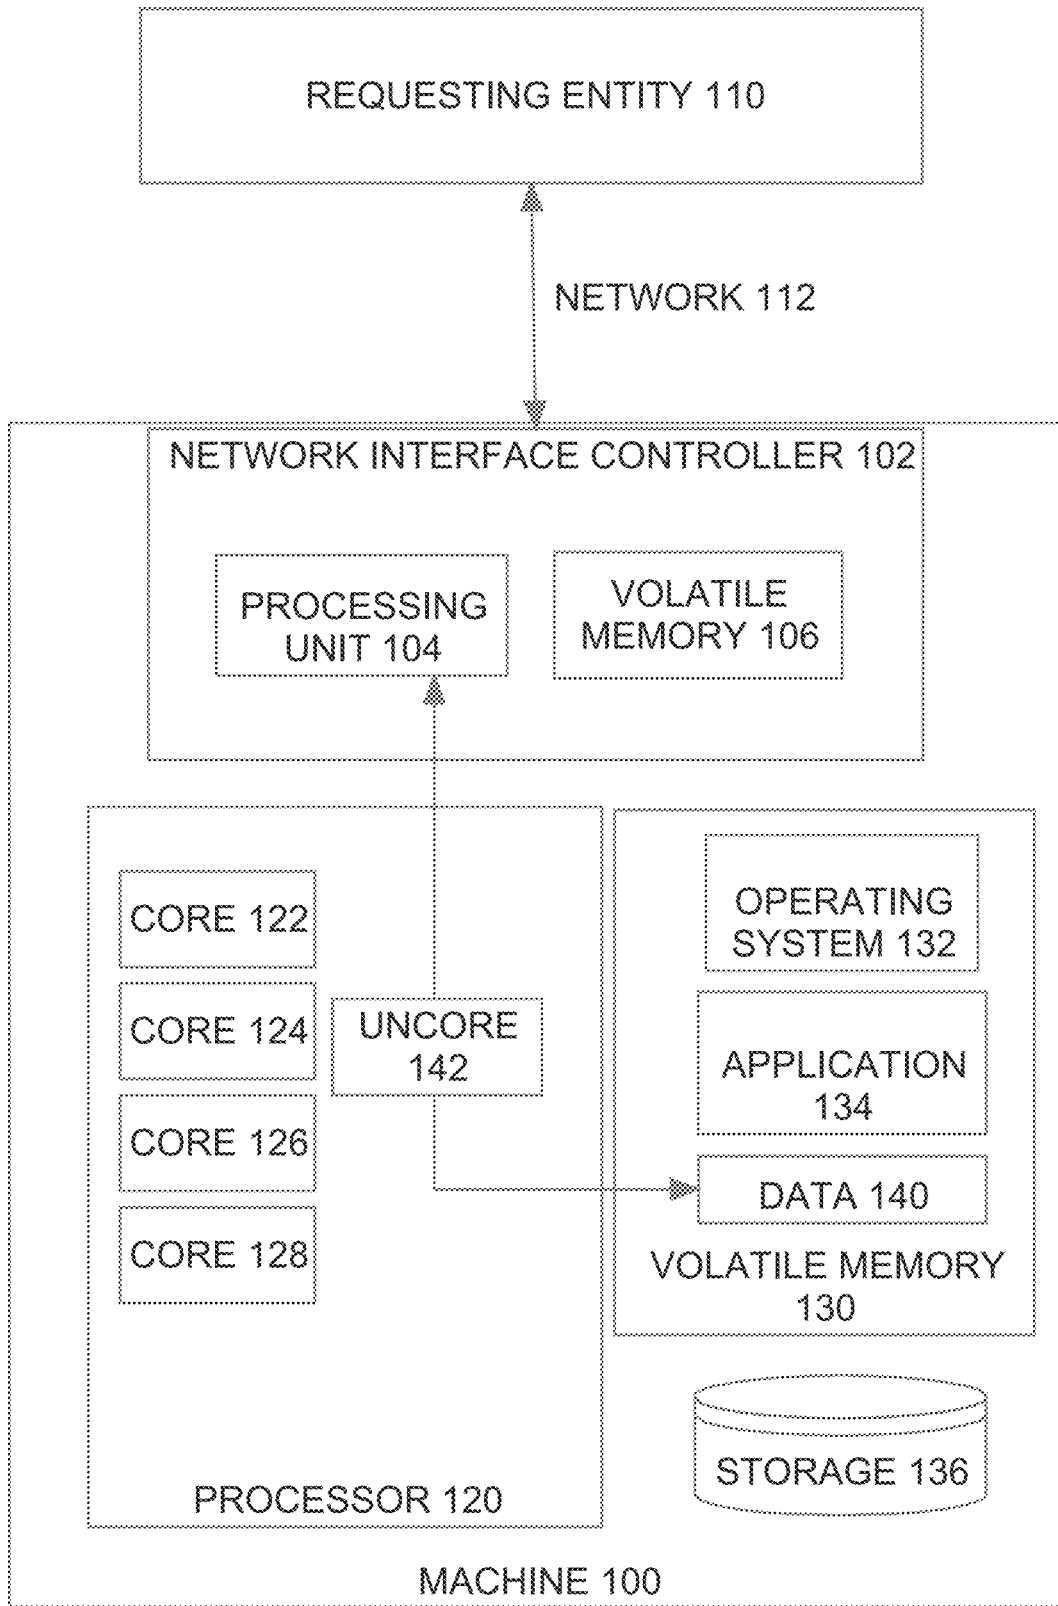 REQUESTING ENTITY 110
NETWORK 112
NETWORK INTERFACE CONTROLLER 102
PROCESSING
UNIT 104
VOLATILE
MEMORY 106
CORE 122
CORE 124
CORE 126
CORE 128
UNCORE
142
PROCESSOR 120
OPERATING
SYSTEM 132
APPLICATION
134
DATA 140
VOLATILE MEMORY
130
STORAGE 136
MACHINE 100